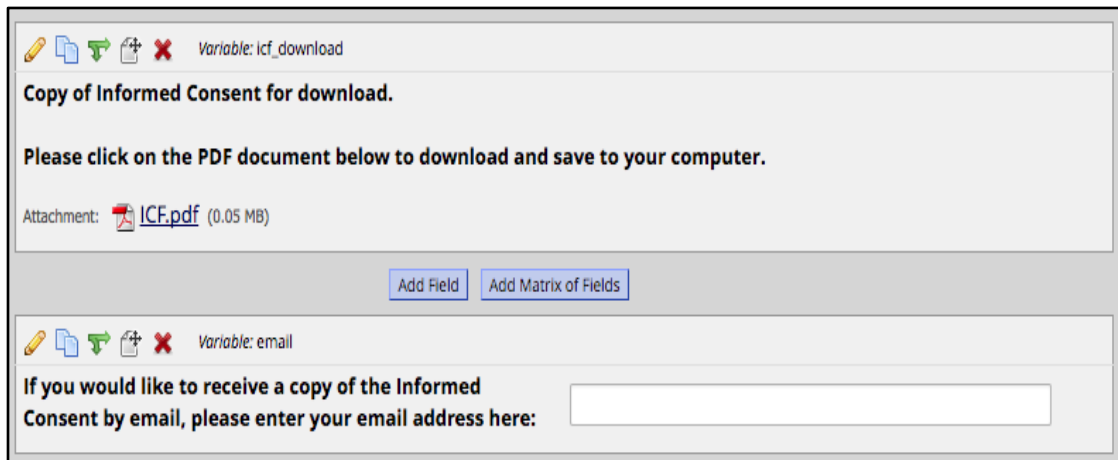 Variable: icf_download
Copy of Informed Consent for download.
Please click on the PDF document below to download and save to your computer.
Attachment: ICF.pdf (0.05 MB)
Add Field Add Matrix of Fields
Variable: email
If you would like to receive a copy of the Informed
Consent by email, please enter your email address here: